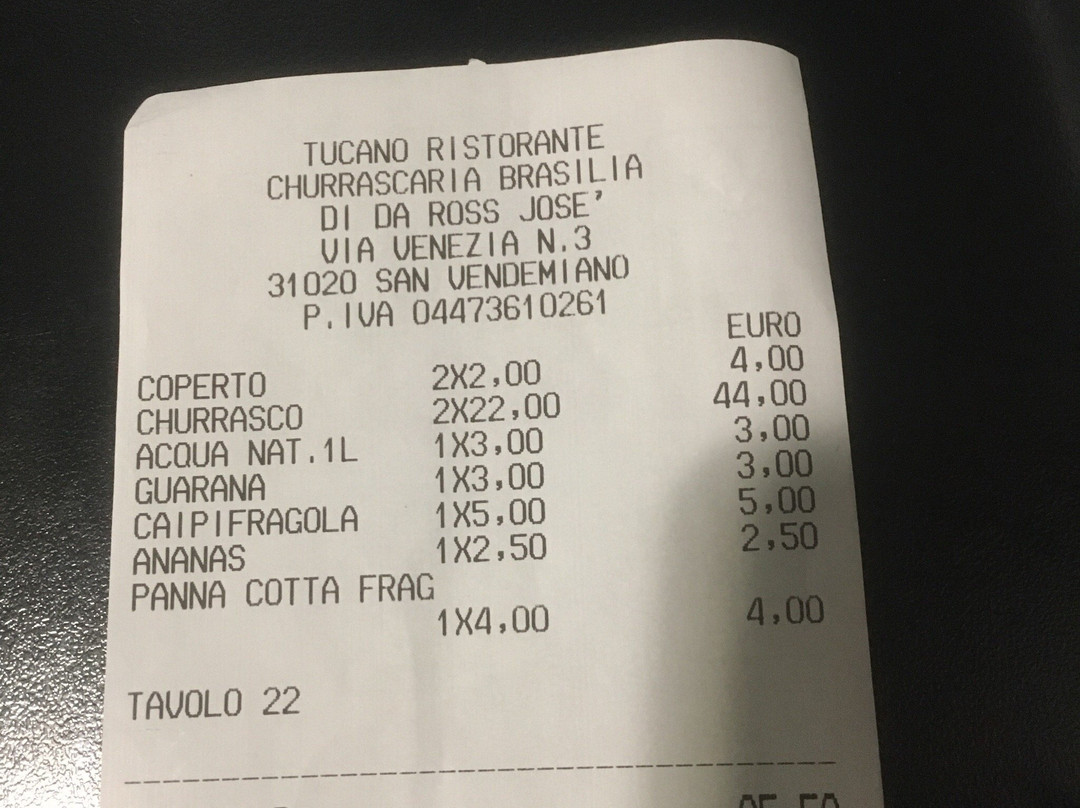 TUCANO RISTORANTE
CHURRASCARIA BRASILIA
DI DA ROSS JOSE'
VIA VENEZIA N.3
31020 SAN VENDEMIANO
P.IVA 04473610261
EURO
COPERTO 2X2,00 4,00
CHURRASCO 2X22,00 44,00
ACQUA NAT.1L 1X3,00 3,00
GUARANA 1X3,00 3,00
CAIPIFRAGOLA 1X5,00 5,00
ANANAS 1X2,50 2,50
PANNA COTTA FRAG
1X4,00 4,00
TAVOLO 22